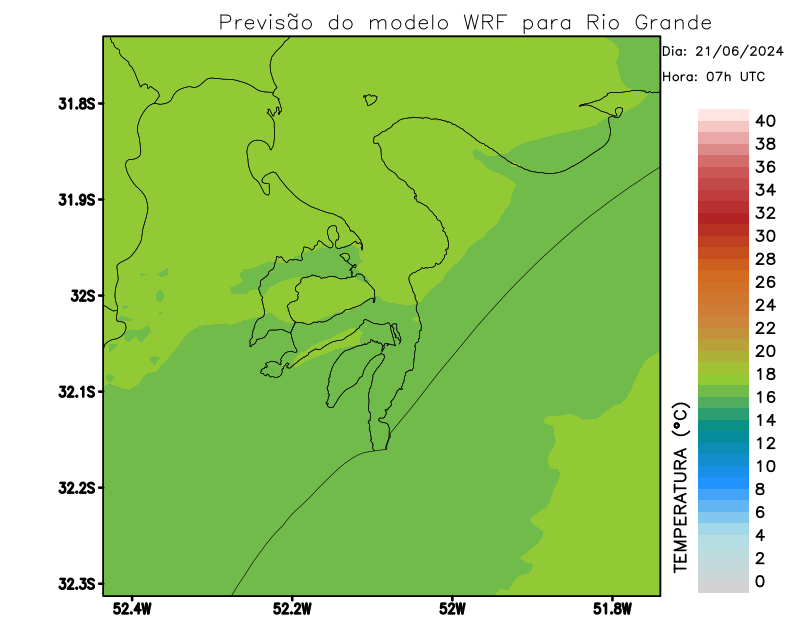 Previsão do modelo WRF para Rio Grande
Dia: 21/06/2024
Hora: 07h UTC
31.8S
31.9S
32S
32.1S
32.2S
32.3S
52.4W
52.2W
52W
51.8W
TEMPERATURA (°C)
40
38
36
34
32
30
28
26
24
22
20
18
16
14
12
10
8
6
4
2
0